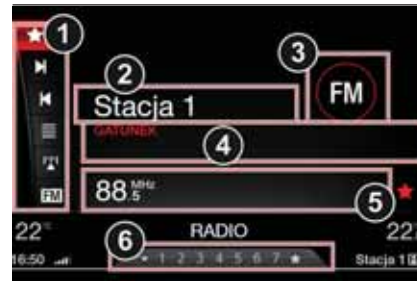 1
2
3
Stacja 1
FM
GATUNEK
4
88.5 MHz
5
FM
22°
6
RADIO
22
16:50
1 2 3 4 5 6 7
Stacja 1